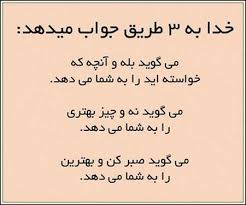 خدا به ۳ طریق جواب میدهد:
می گوید بله و آنچه که
خواسته اید را به شما می دهد.
می گوید نه و چیز بهتری
را به شما می دهد.
می گوید صبر کن و بهترین
را به شما می دهد.